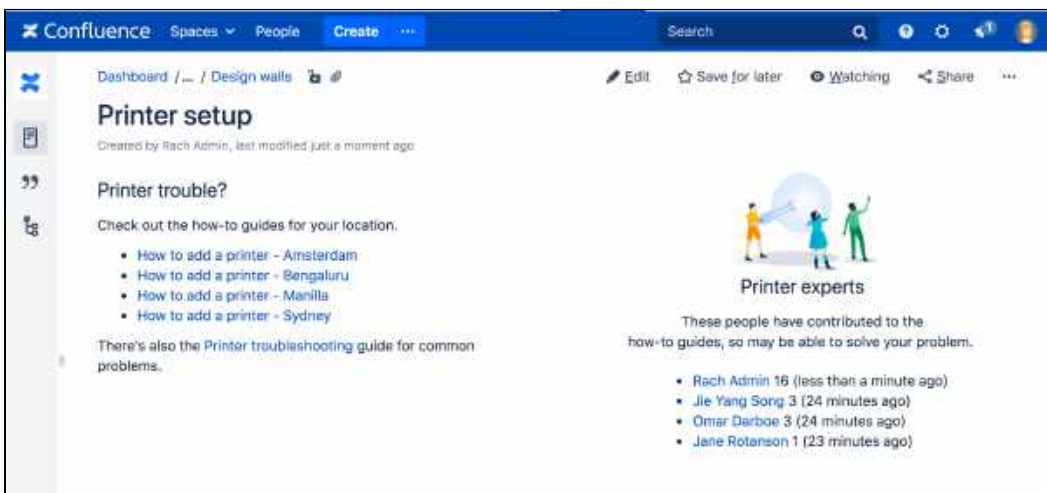 Confluence Spaces People Create ... Search 1
Dashboard / ... / Design walls Edit Save for later Watching Share ...
Printer setup
Created by Rach Admin, last modified just a moment ago
Printer trouble?
Check out the how-to guides for your location.
• How to add a printer - Amsterdam
• How to add a printer - Bengaluru
• How to add a printer - Manilla
• How to add a printer - Sydney
There's also the Printer troubleshooting guide for common
problems.
Printer experts
These people have contributed to the
how-to guides, so may be able to solve your problem.
• Rach Admin 16 (less than a minute ago)
• Jie Yang Song 3 (24 minutes ago)
• Omar Darboe 3 (24 minutes ago)
• Jane Rotanson 1 (23 minutes ago)